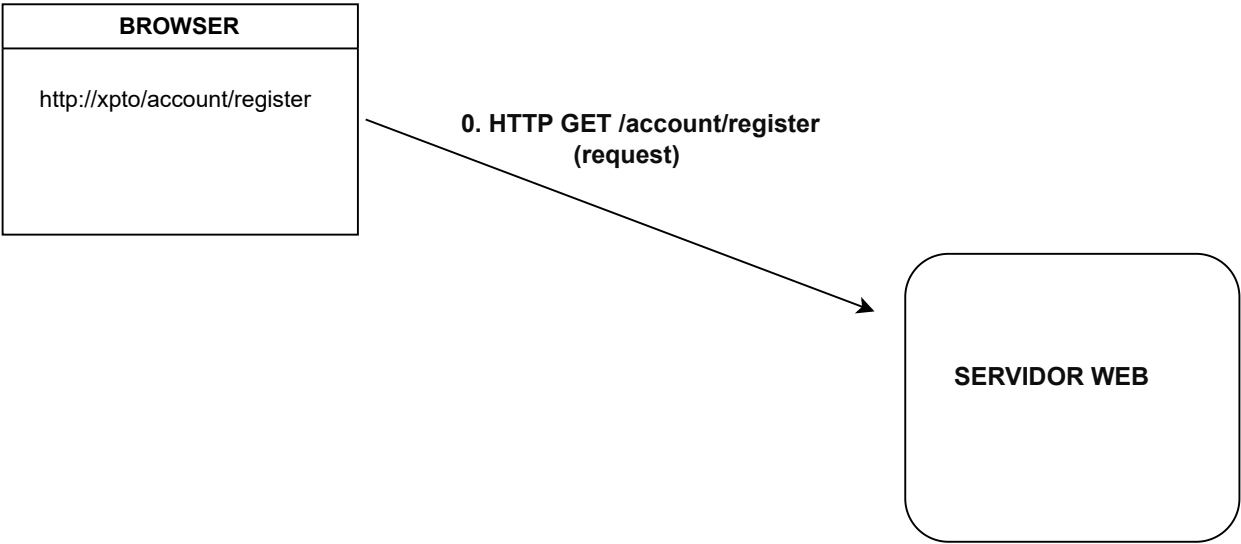 BROWSER
http://xpto/account/register
0. HTTP GET /account/register
(request)
SERVIDOR WEB